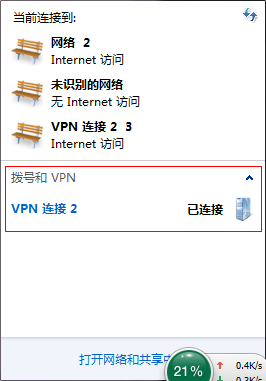 当前连接到:
网络 2
Internet 访问
未识别的网络
无 Internet 访问
VPN 连接 2 3
Internet 访问
拨号和 VPN
VPN 连接 2
已连接
打开网络和共享中
21%
0.4K/s
0.2K/s